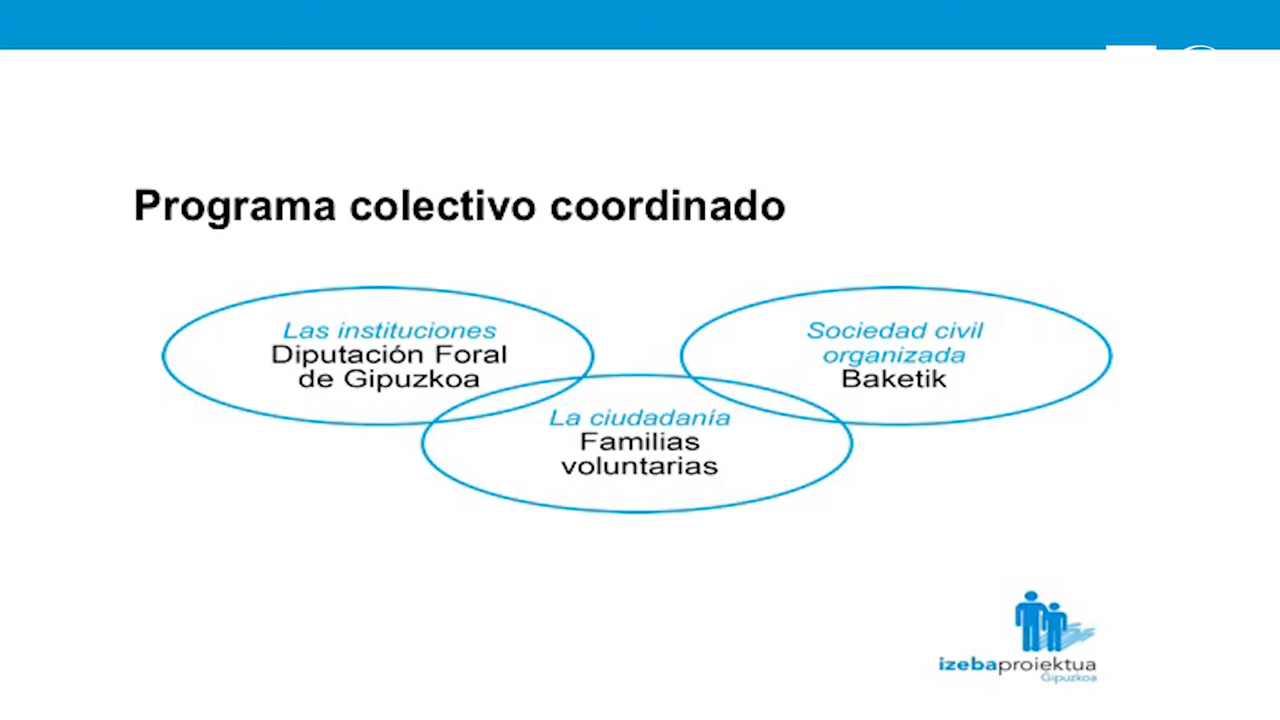 Programa colectivo coordinado
Las instituciones
Diputación Foral
de Gipuzkoa
Sociedad civil
organizada
Baketik
La ciudadanía
Familias
voluntarias
izebaproiektua
Gipuzkoa